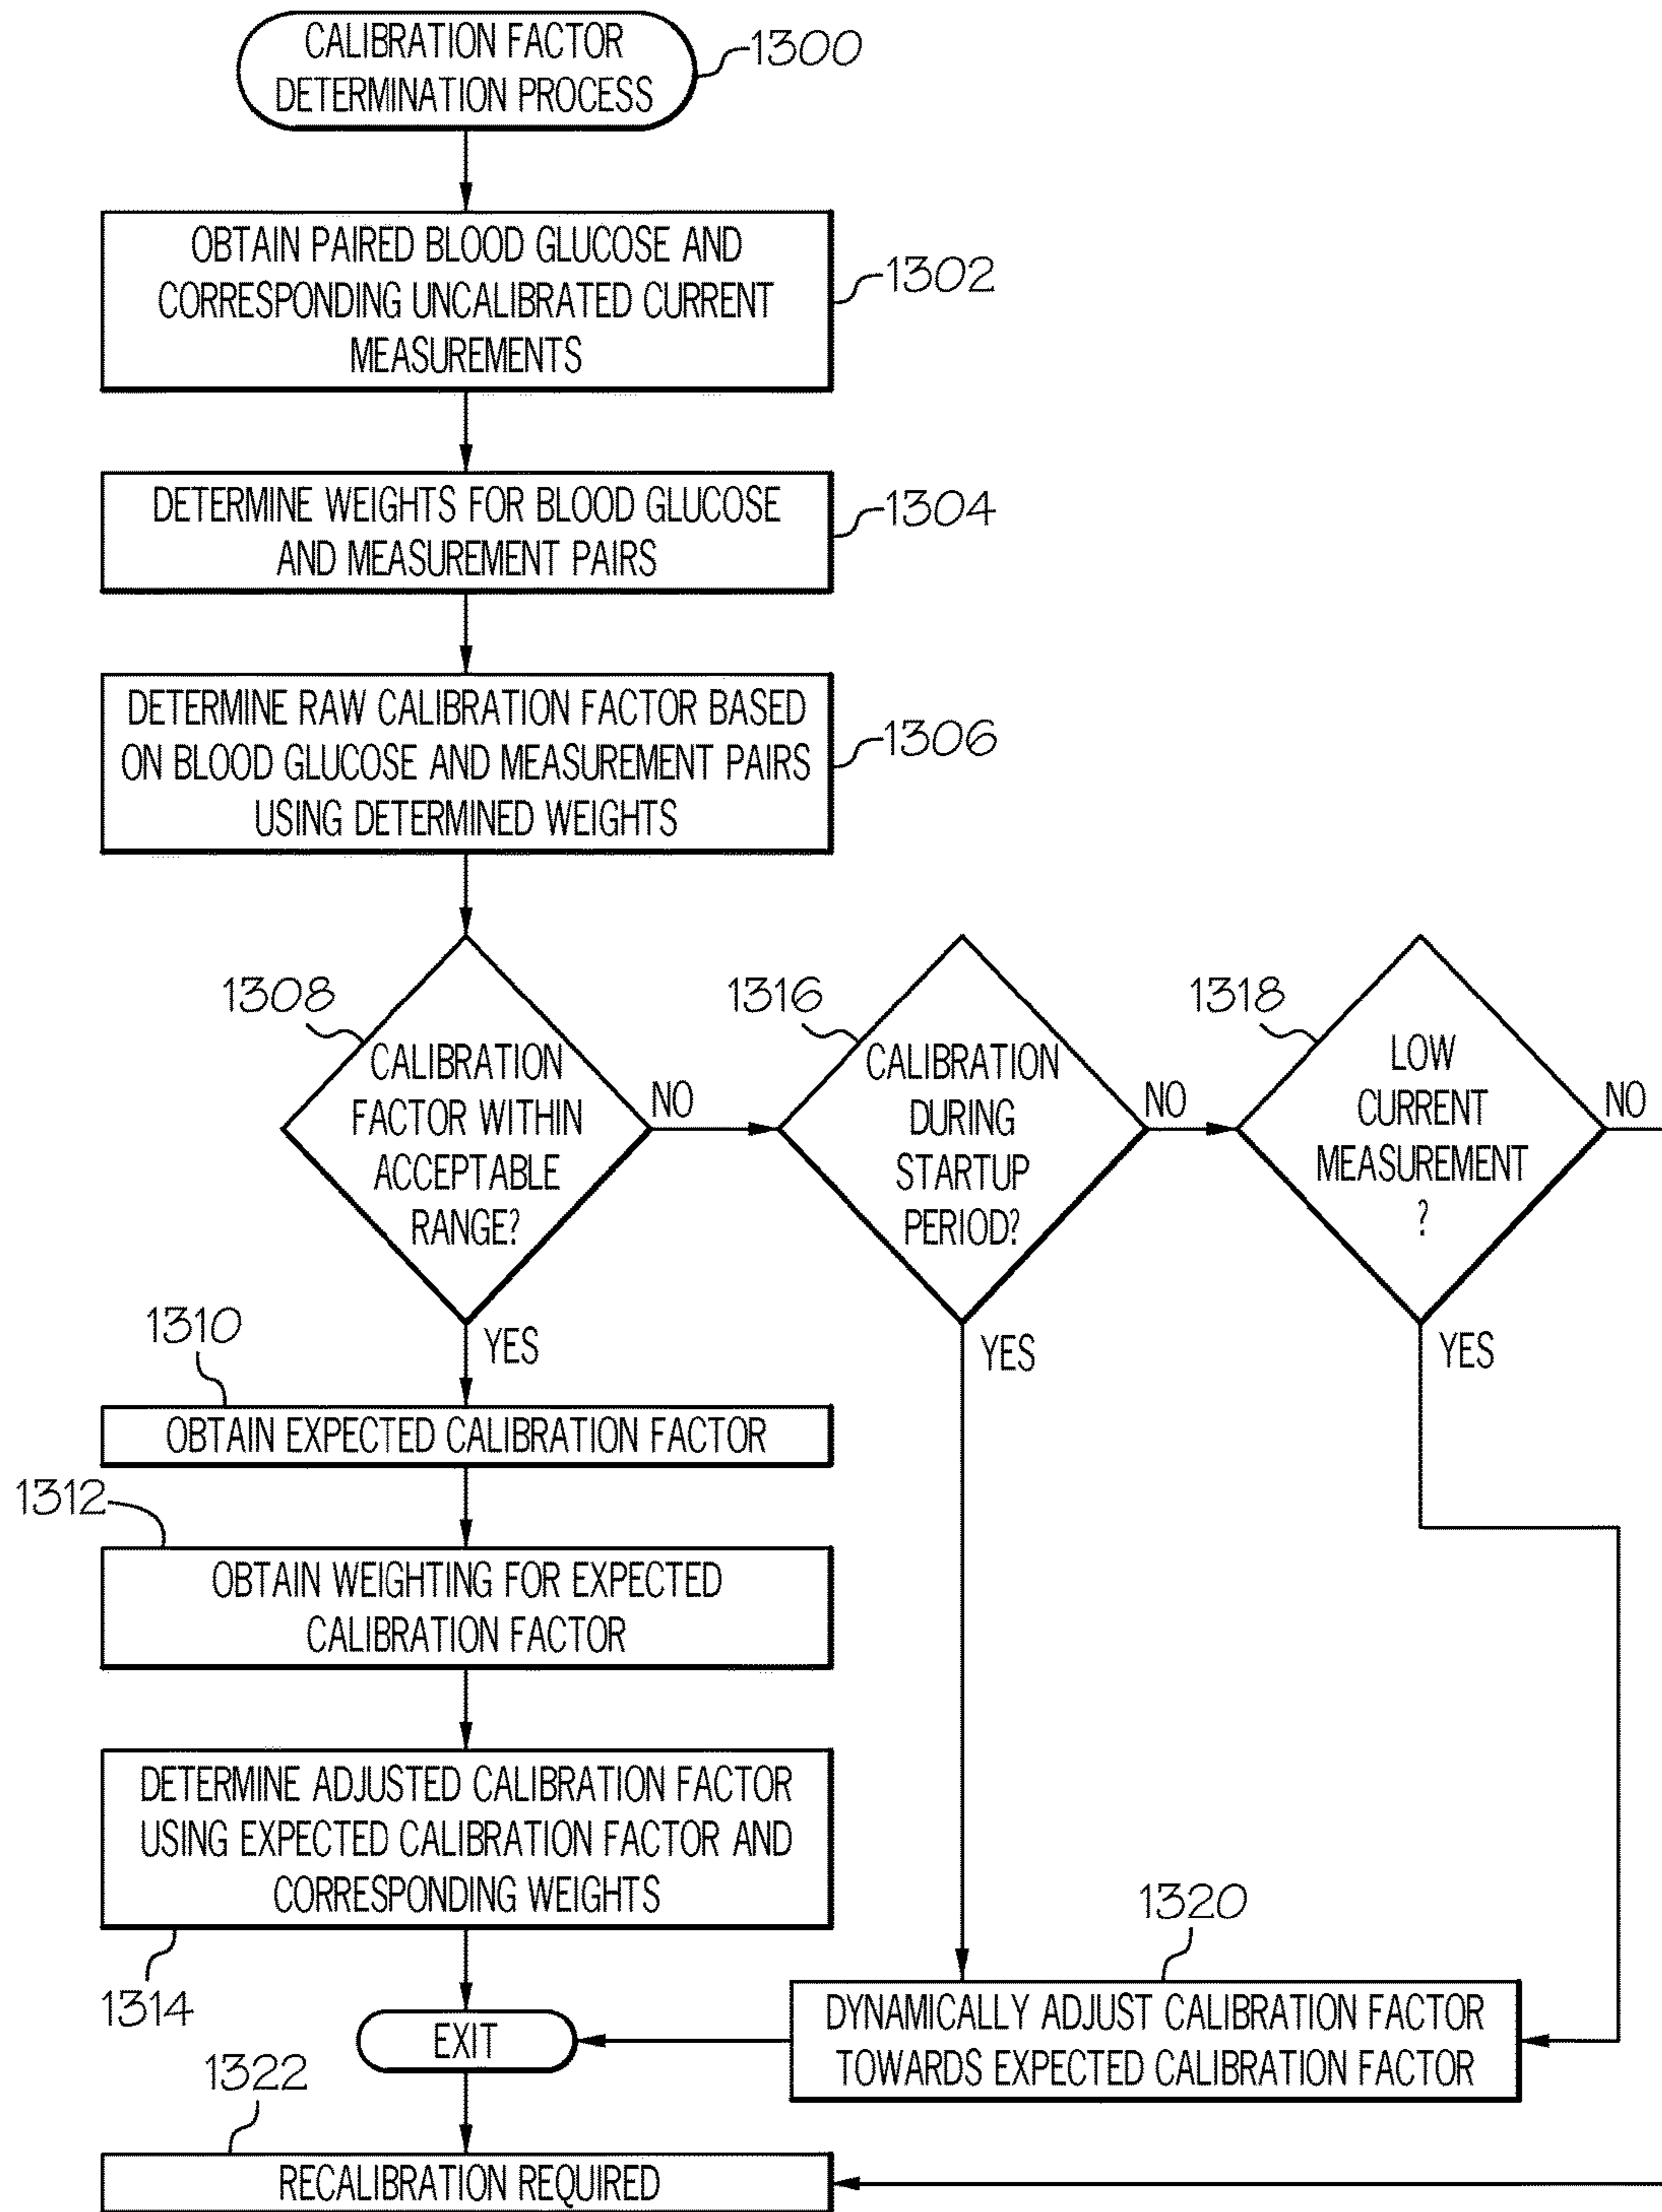 CALIBRATION FACTOR
DETERMINATION PROCESS
1300
OBTAIN PAIRED BLOOD GLUCOSE AND
CORRESPONDING UNCALIBRATED CURRENT
MEASUREMENTS
1302
DETERMINE WEIGHTS FOR BLOOD GLUCOSE
AND MEASUREMENT PAIRS
1304
DETERMINE RAW CALIBRATION FACTOR BASED
ON BLOOD GLUCOSE AND MEASUREMENT PAIRS
USING DETERMINED WEIGHTS
1306
1308
CALIBRATION
FACTOR WITHIN
ACCEPTABLE
RANGE?
NO
YES
1316
CALIBRATION
DURING
STARTUP
PERIOD?
NO
YES
1318
LOW
CURRENT
MEASUREMENT
?
NO
YES
1310
OBTAIN EXPECTED CALIBRATION FACTOR
1312
OBTAIN WEIGHTING FOR EXPECTED
CALIBRATION FACTOR
DETERMINE ADJUSTED CALIBRATION FACTOR
USING EXPECTED CALIBRATION FACTOR AND
CORRESPONDING WEIGHTS
1314
1320
DYNAMICALLY ADJUST CALIBRATION FACTOR
TOWARDS EXPECTED CALIBRATION FACTOR
EXIT
1322
RECALIBRATION REQUIRED